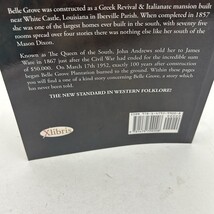 Belle Grove was constructed as a Greek Revival & Italianate mansion built
near White Castle, Louisiana in Iberville Parish. When completed in 1857
she was one of the largest homes ever built in the south, with seventy five
rooms spread over four stories there was nothing else like her south of the
Mason Dixon.
Known as The Queen of the South, John Andrews sold her to James
Ware in 1867 just after the Civil War had ended for the incredible sum
of $50,000. On March 17th 1952, exactly 100 years after construction
began Belle Grove Plantation burned to the ground. Within these pages
you will find one of a kind story concerning Belle Grove, a story which
has never been told before.
THE NEW STANDARD IN WESTERN FOLKLORE!
Xlibris